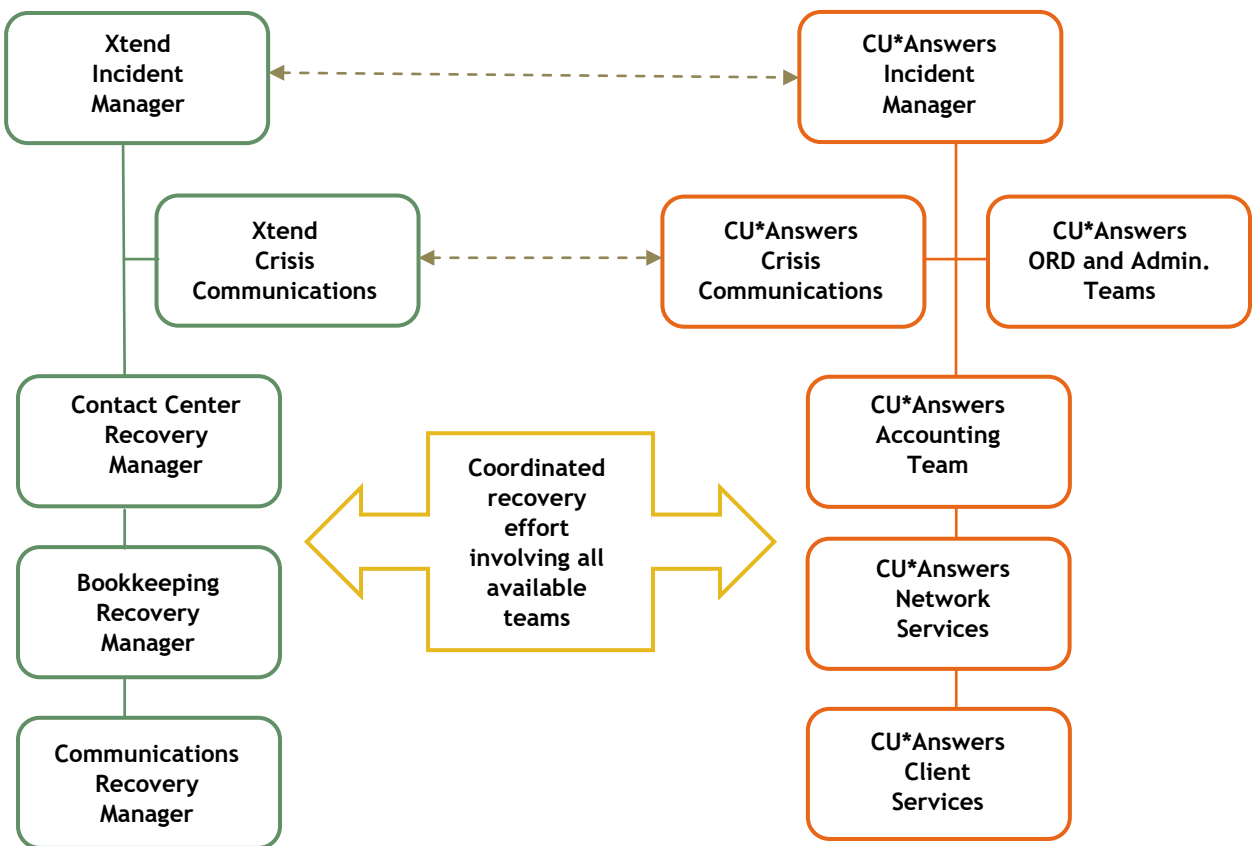 Xtend
Incident
Manager
CU*Answers
Incident
Manager
Xtend
Crisis
Communications
CU*Answers
Crisis
Communications
CU*Answers
ORD and Admin.
Teams
Contact Center
Recovery
Manager
Coordinated
recovery
effort
involving all
available
teams
CU*Answers
Accounting
Team
Bookkeeping
Recovery
Manager
CU*Answers
Network
Services
Communications
Recovery
Manager
CU*Answers
Client
Services